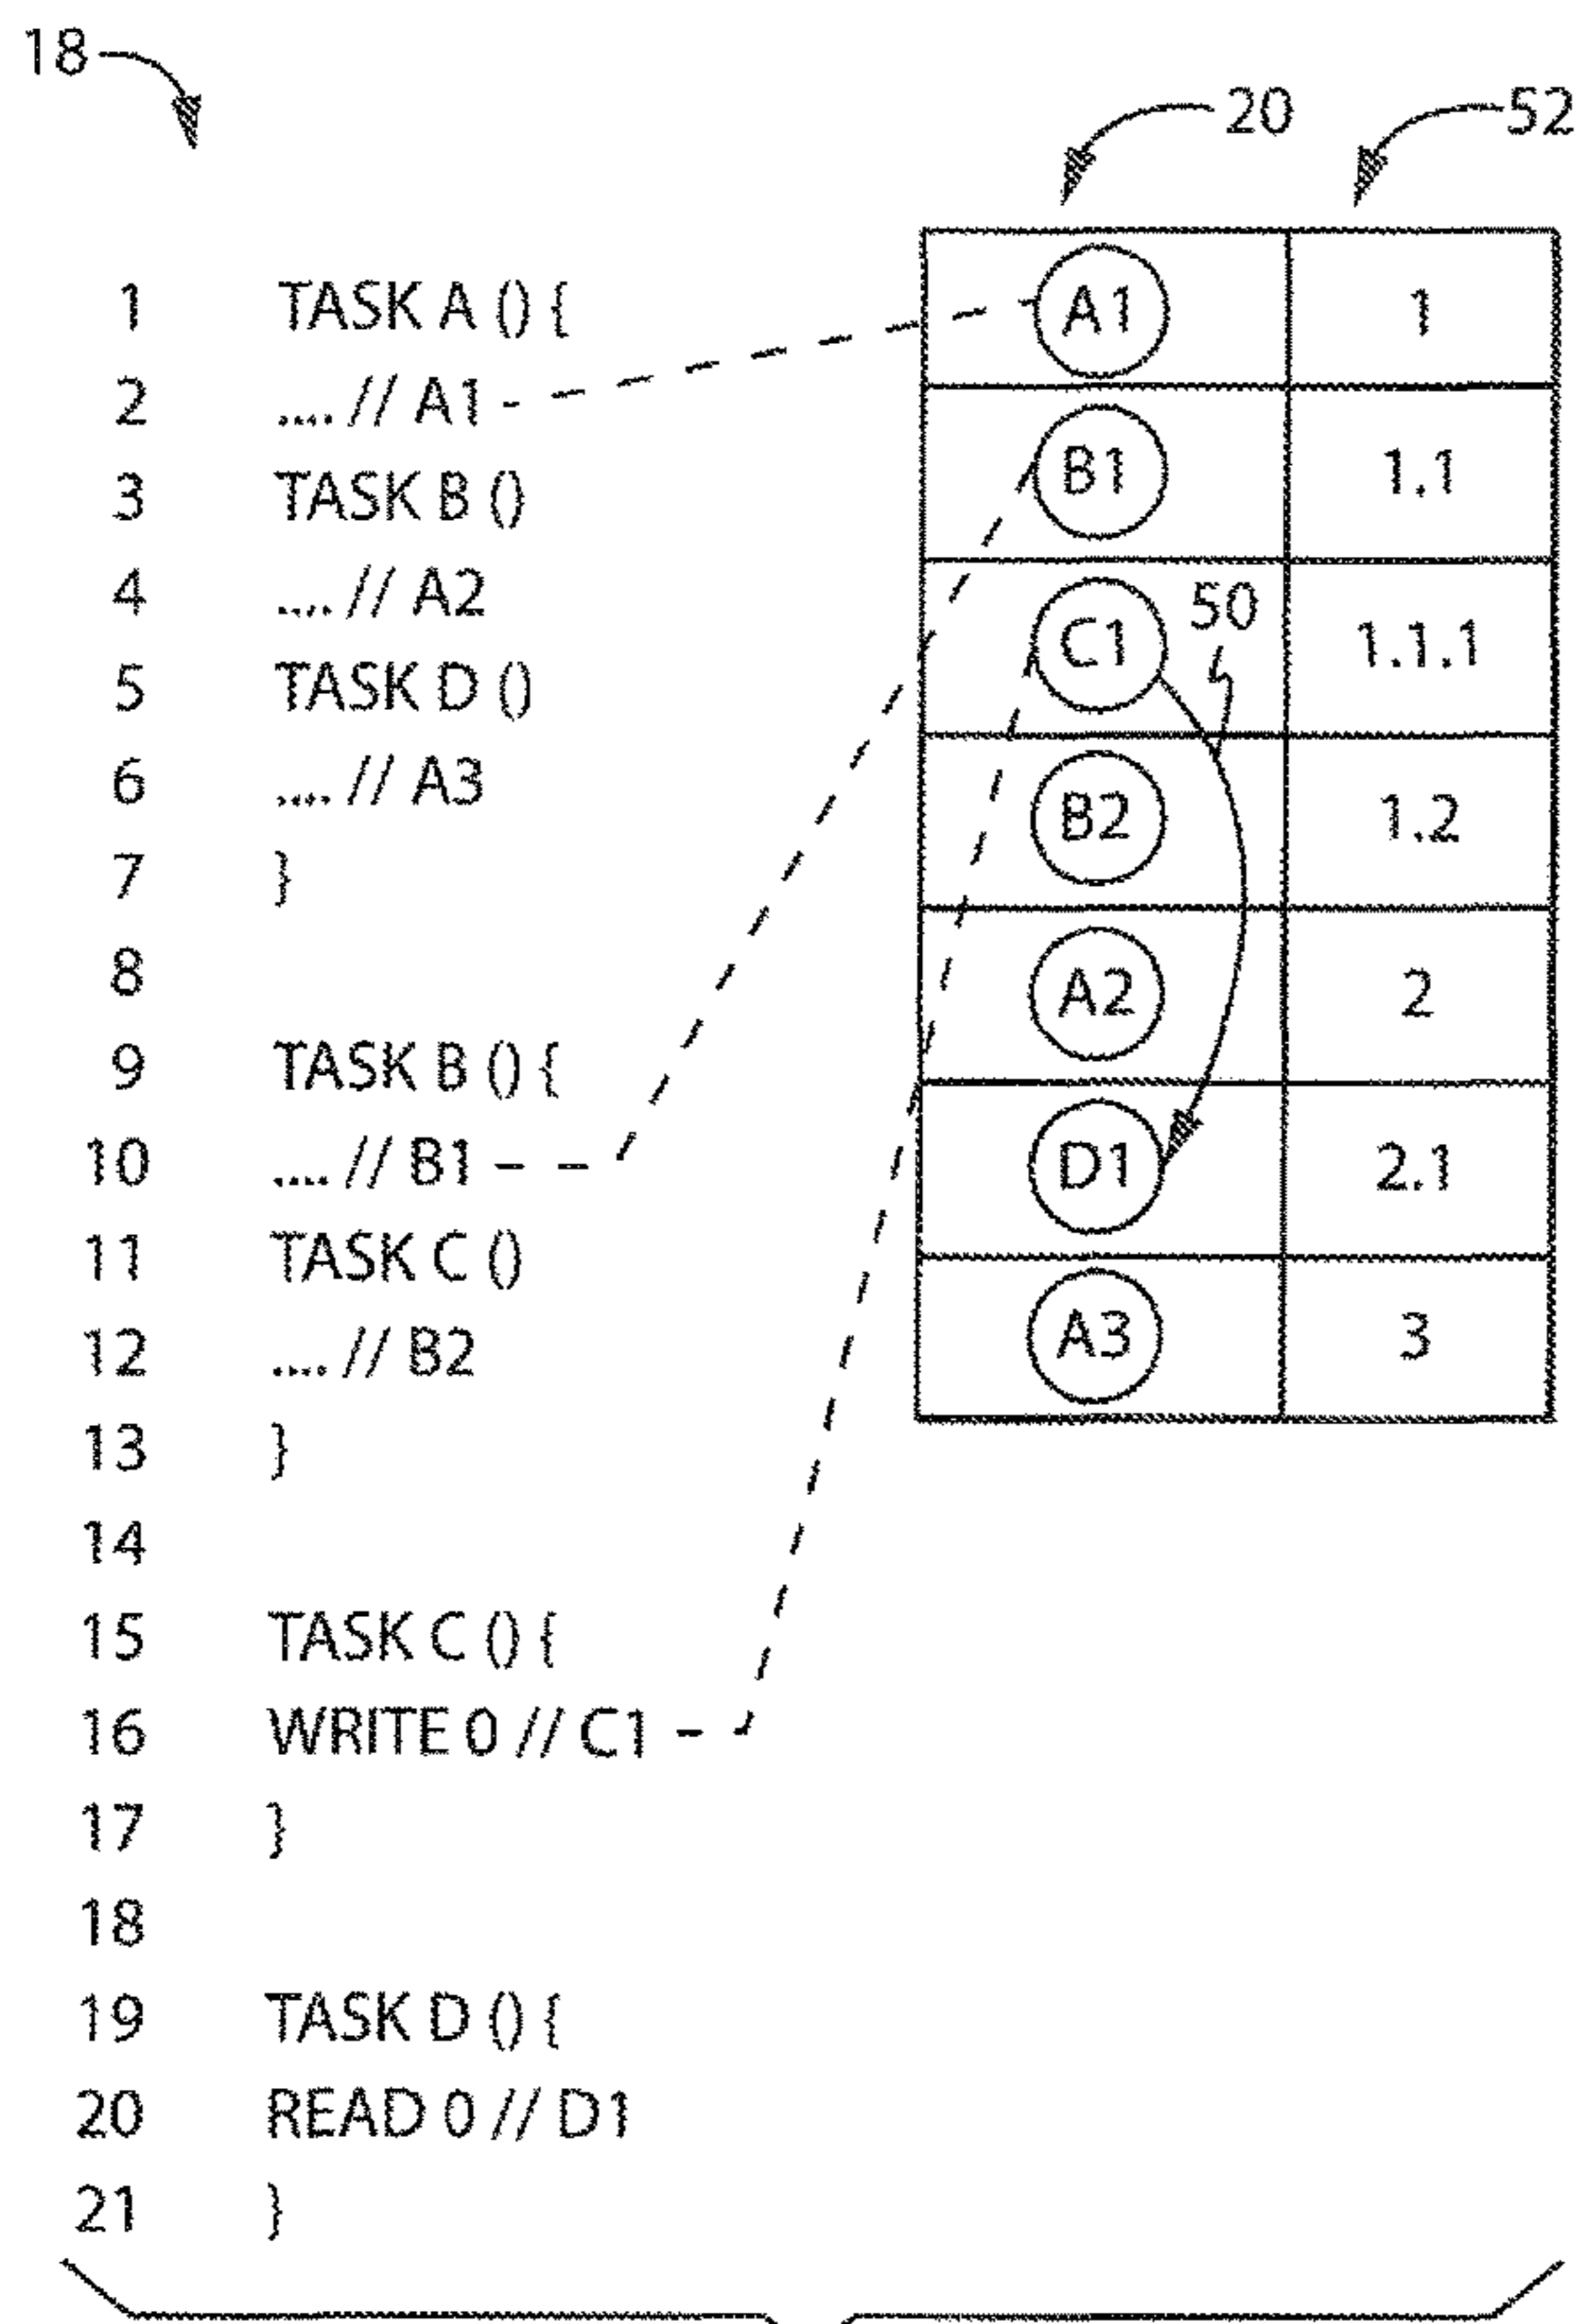 18
20 52
1 TASK A () {
2 .... // A1
3 TASK B ()
4 .... // A2
5 TASK D ()
6 .... // A3
7 }
8
9 TASK B () {
10 .... // B1
11 TASK C ()
12 .... // B2
13 }
14
15 TASK C () {
16 WRITE 0 // C1
17 }
18
19 TASK D () {
20 READ 0 // D1
21 }
A1 1
B1 1.1
C1 50 1.1.1
B2 1.2
A2 2
D1 2.1
A3 3